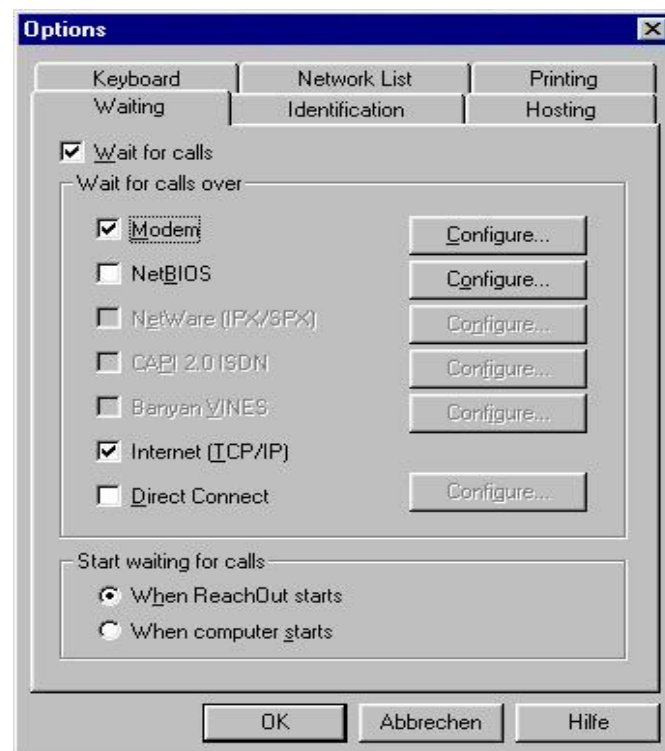 Options
Keyboard Network List Printing
Waiting Identification Hosting
Wait for calls
Wait for calls over
Modem Configure...
NetBIOS Configure...
NetWare (IPX/SPX) Configure...
CAPI 2.0 ISDN Configure...
Banyan VINES Configure...
Internet (TCP/IP)
Direct Connect Configure...
Start waiting for calls
When ReachOut starts
When computer starts
OK Abbrechen Hilfe